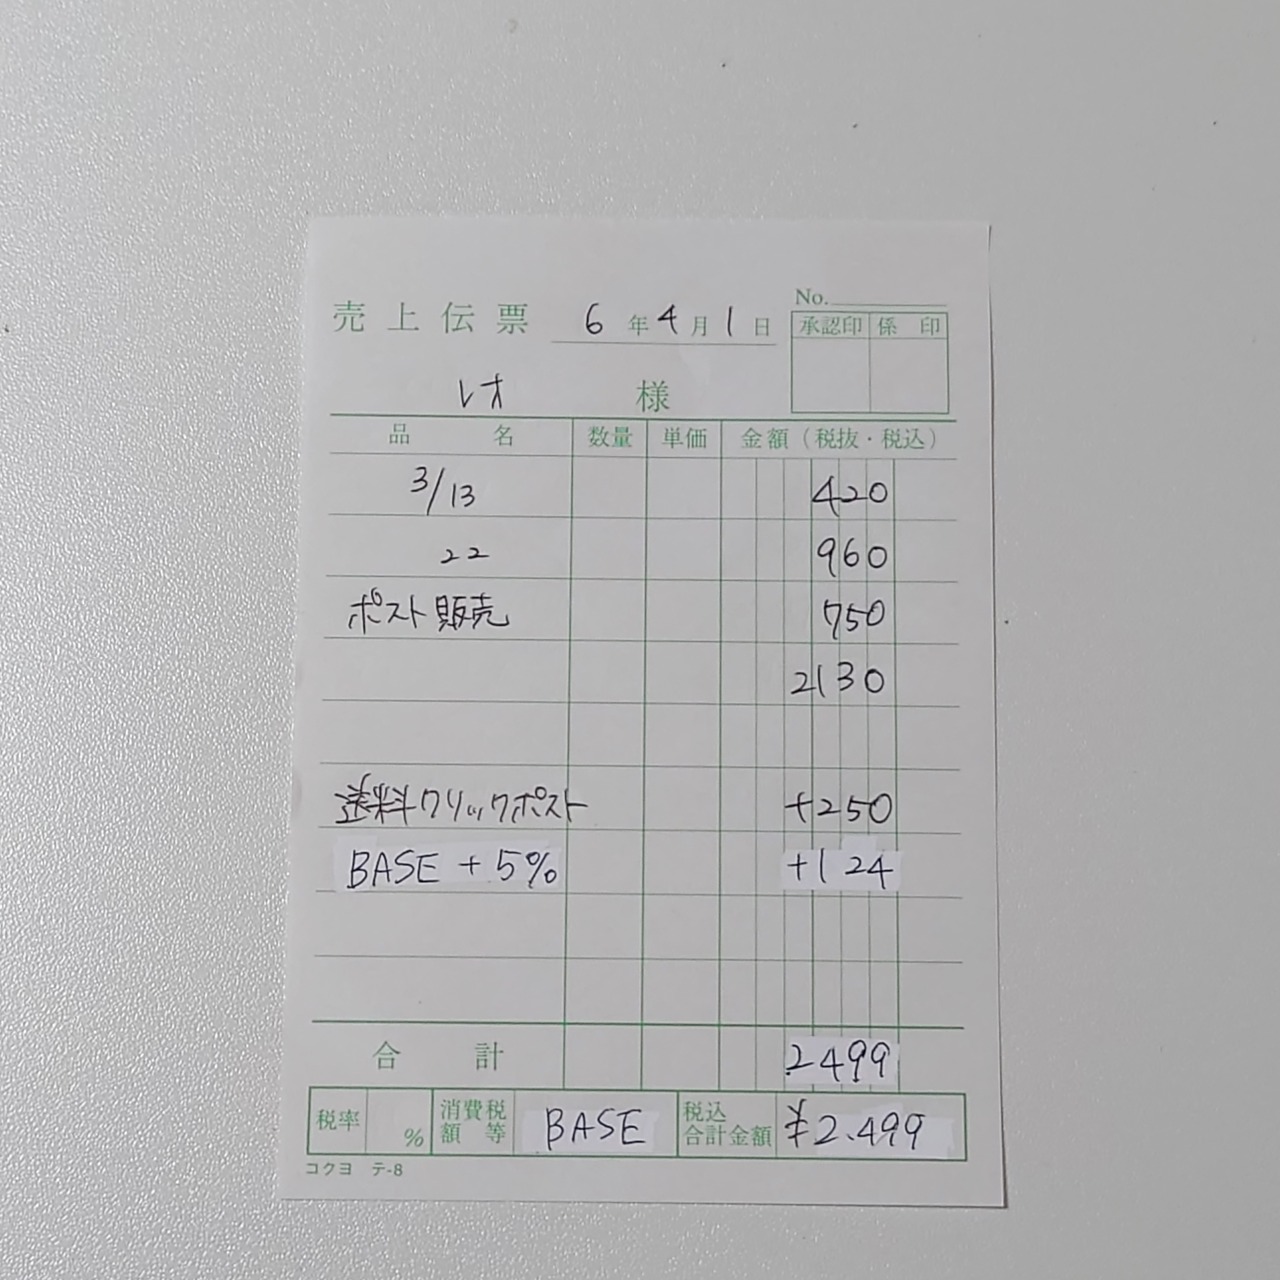 No.
売上伝票 6年4月1日
承認印 係印
レオ 様
品名 数量 単価 金額（税抜・税込）
3/13 420
22 960
ポスト販売 750
2130
送料クリックポスト +250
BASE + 5% +124
合計 2499
税率 % 消費税額等 BASE 税込合計金額 ¥2.499
コクヨ テ-8